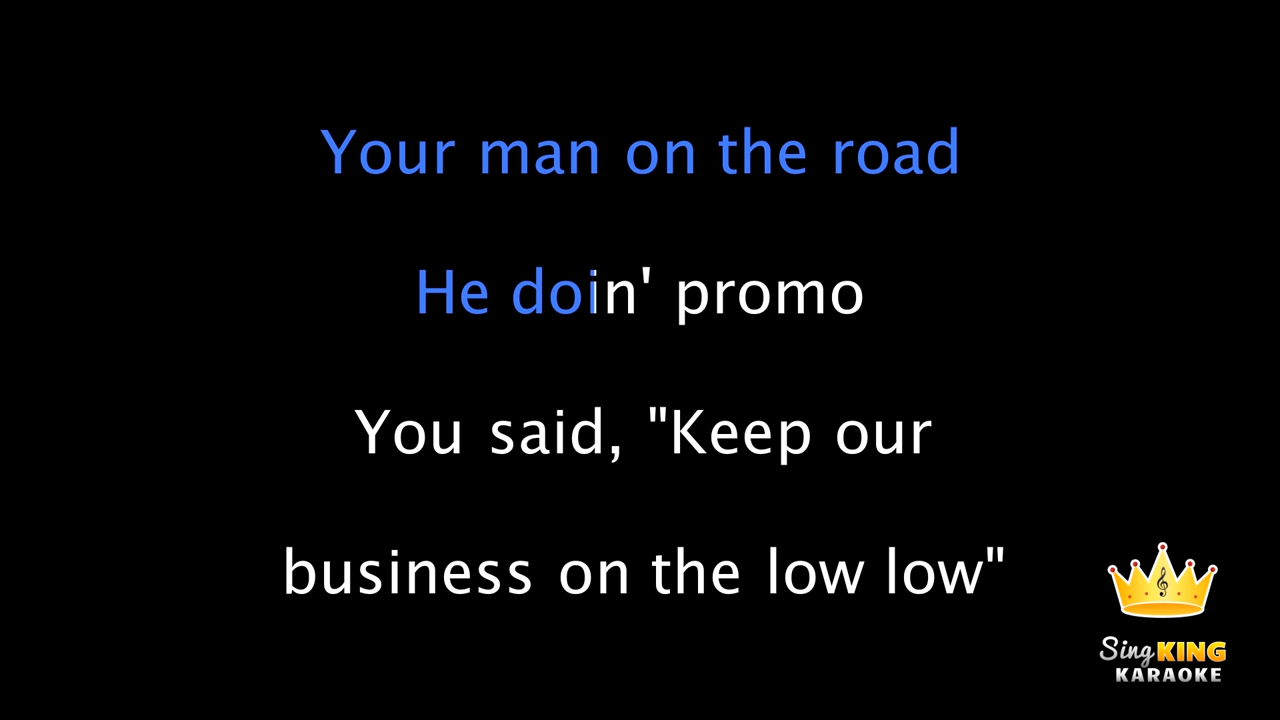 Your man on the road
He doin' promo
You said, "Keep our
business on the low low"
Sing KING
KARAOKE